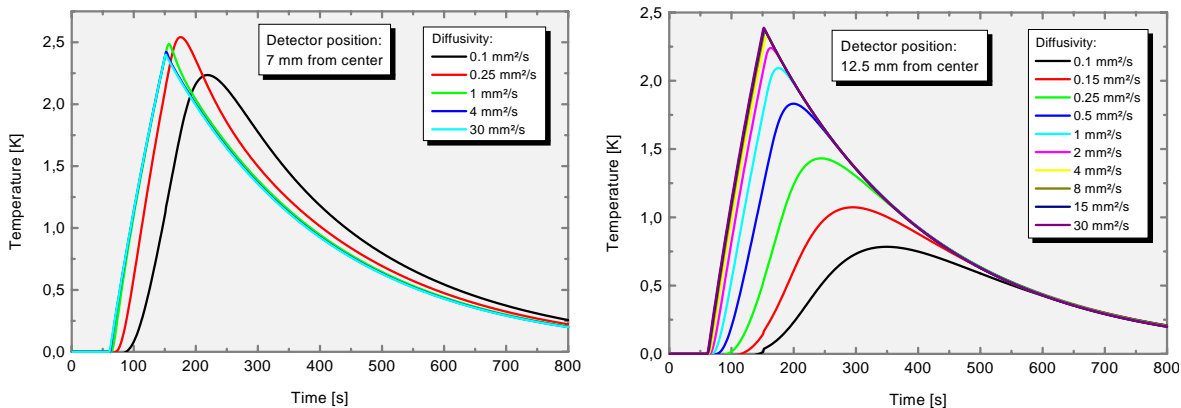 2,5
2,0
1,5
1,0
0,5
0,0
Temperature [K]
0 100 200 300 400 500 600 700 800
Time [s]
Detector position:
7 mm from center
Diffusivity:
0.1 mm²/s
0.25 mm²/s
1 mm²/s
4 mm²/s
30 mm²/s
2,5
2,0
1,5
1,0
0,5
0,0
Temperature [K]
0 100 200 300 400 500 600 700 800
Time [s]
Detector position:
12.5 mm from center
Diffusivity:
0.1 mm²/s
0.15 mm²/s
0.25 mm²/s
0.5 mm²/s
1 mm²/s
2 mm²/s
4 mm²/s
8 mm²/s
15 mm²/s
30 mm²/s